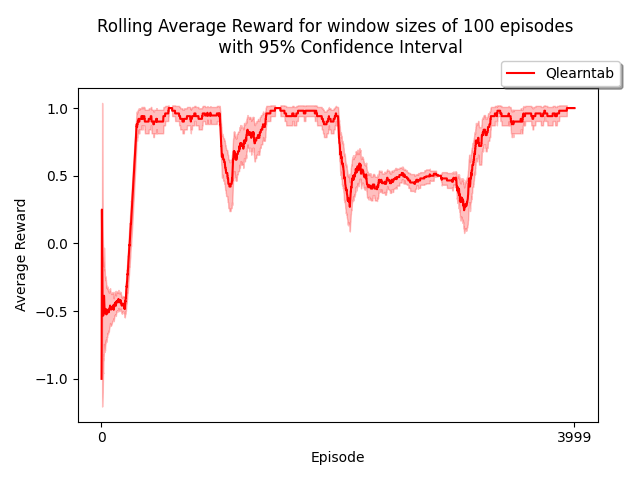 Rolling Average Reward for window sizes of 100 episodes
with 95% Confidence Interval
Qlearntab
1.0
0.5
0.0
−0.5
−1.0
Average Reward
0
3999
Episode